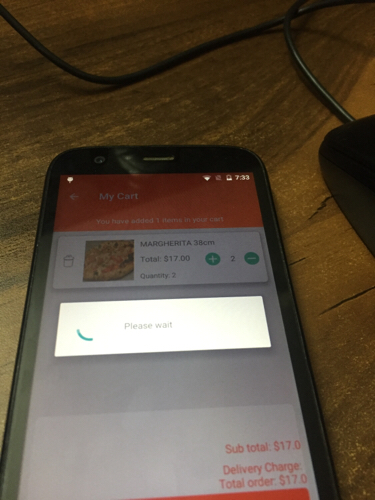 7:33
My Cart
You have added 1 items in your cart
MARGHERITA 38cm
Total: $17.00
2
Quantity: 2
Please wait
Sub total: $17.0
Delivery Charge:
Total order: $17.0